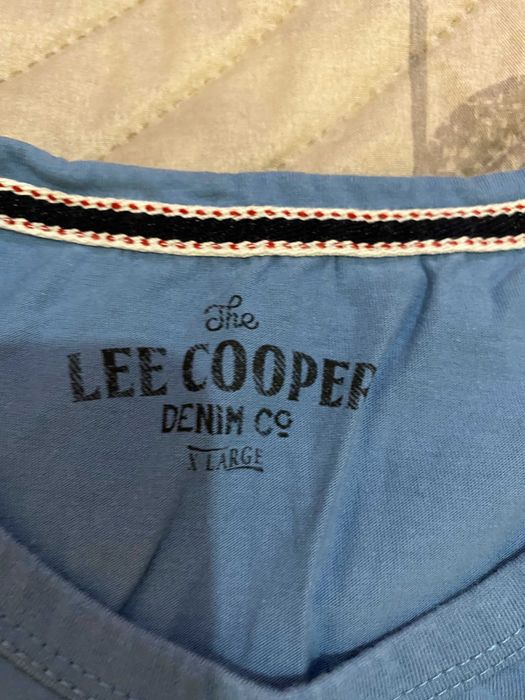 The
LEE COOPER
DENIM Co
X LARGE